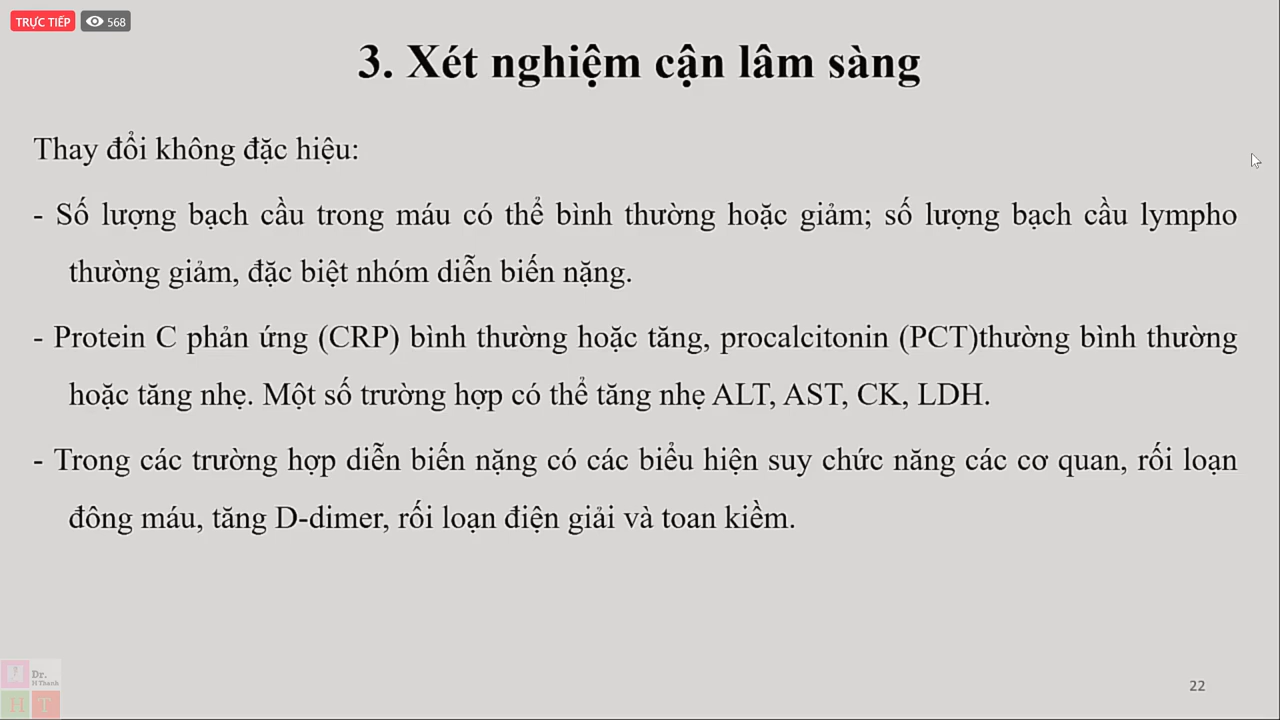 TRỰC TIẾP 568
3. Xét nghiệm cận lâm sàng
Thay đổi không đặc hiệu:
- Số lượng bạch cầu trong máu có thể bình thường hoặc giảm; số lượng bạch cầu lympho
thường giảm, đặc biệt nhóm diễn biến nặng.
- Protein C phản ứng (CRP) bình thường hoặc tăng, procalcitonin (PCT)thường bình thường
hoặc tăng nhẹ. Một số trường hợp có thể tăng nhẹ ALT, AST, CK, LDH.
- Trong các trường hợp diễn biến nặng có các biểu hiện suy chức năng các cơ quan, rối loạn
đông máu, tăng D-dimer, rối loạn điện giải và toan kiềm.
Dr.
H Thanh
H T
22